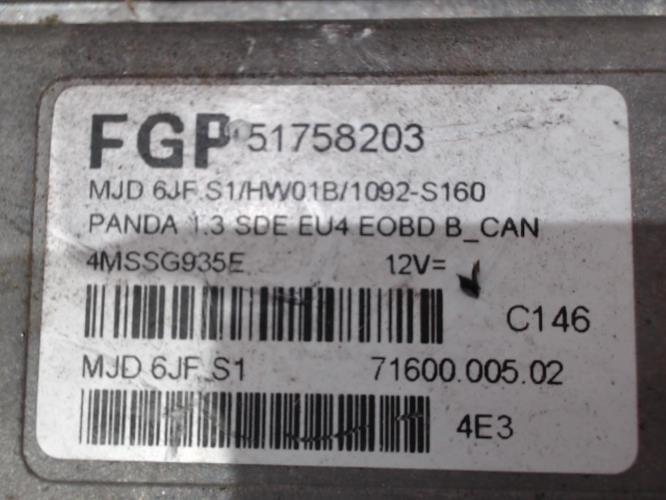 FGP 51758203
MJD 6JF.S1/HW01B/1092-S160
PANDA 1.3 SDE EU4 EOBD B_CAN
4MSSG935E 12V=
C146
MJD 6JF.S1 71600.005.02
4E3